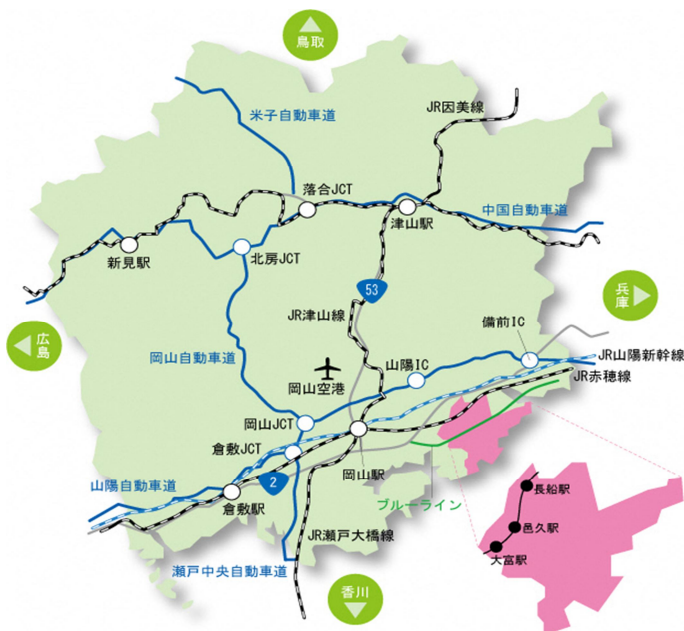 鳥取
米子自動車道
JR因美線
落合JCT
津山駅
中国自動車道
新見駅
北房JCT
53
兵庫
JR津山線
備前IC
広島
岡山自動車道
岡山空港
山陽IC
JR山陽新幹線
JR赤穂線
岡山JCT
倉敷JCT
岡山駅
山陽自動車道
2
倉敷駅
ブルーライン
長船駅
邑久駅
JR瀬戸大橋線
大富駅
瀬戸中央自動車道
香川